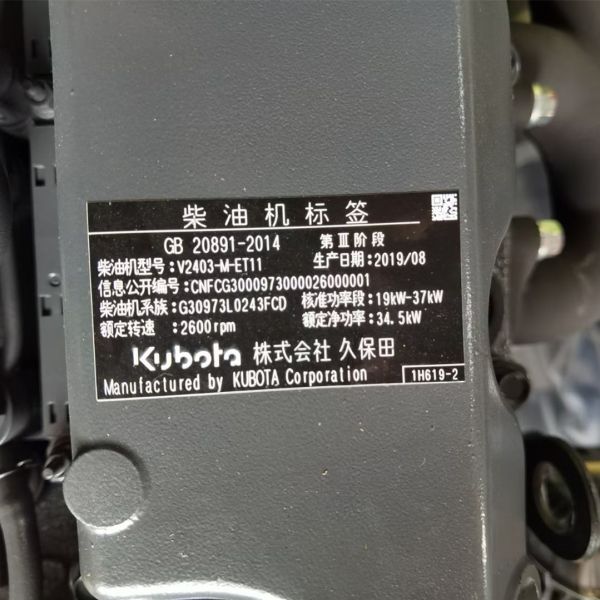 柴油机标签
GB 20891-2014 第Ⅲ阶段
柴油机型号:V2403-M-ET11 生产日期:2019/08
信息公开编号:CNFCG3000973000026000001
柴油机系族:G30973L0243FCD 核准功率段:19kW-37kW
额定转速:2600rpm 额定净功率:34.5kW
Kubota 株式会社 久保田
Manufactured by KUBOTA Corporation 1H619-2